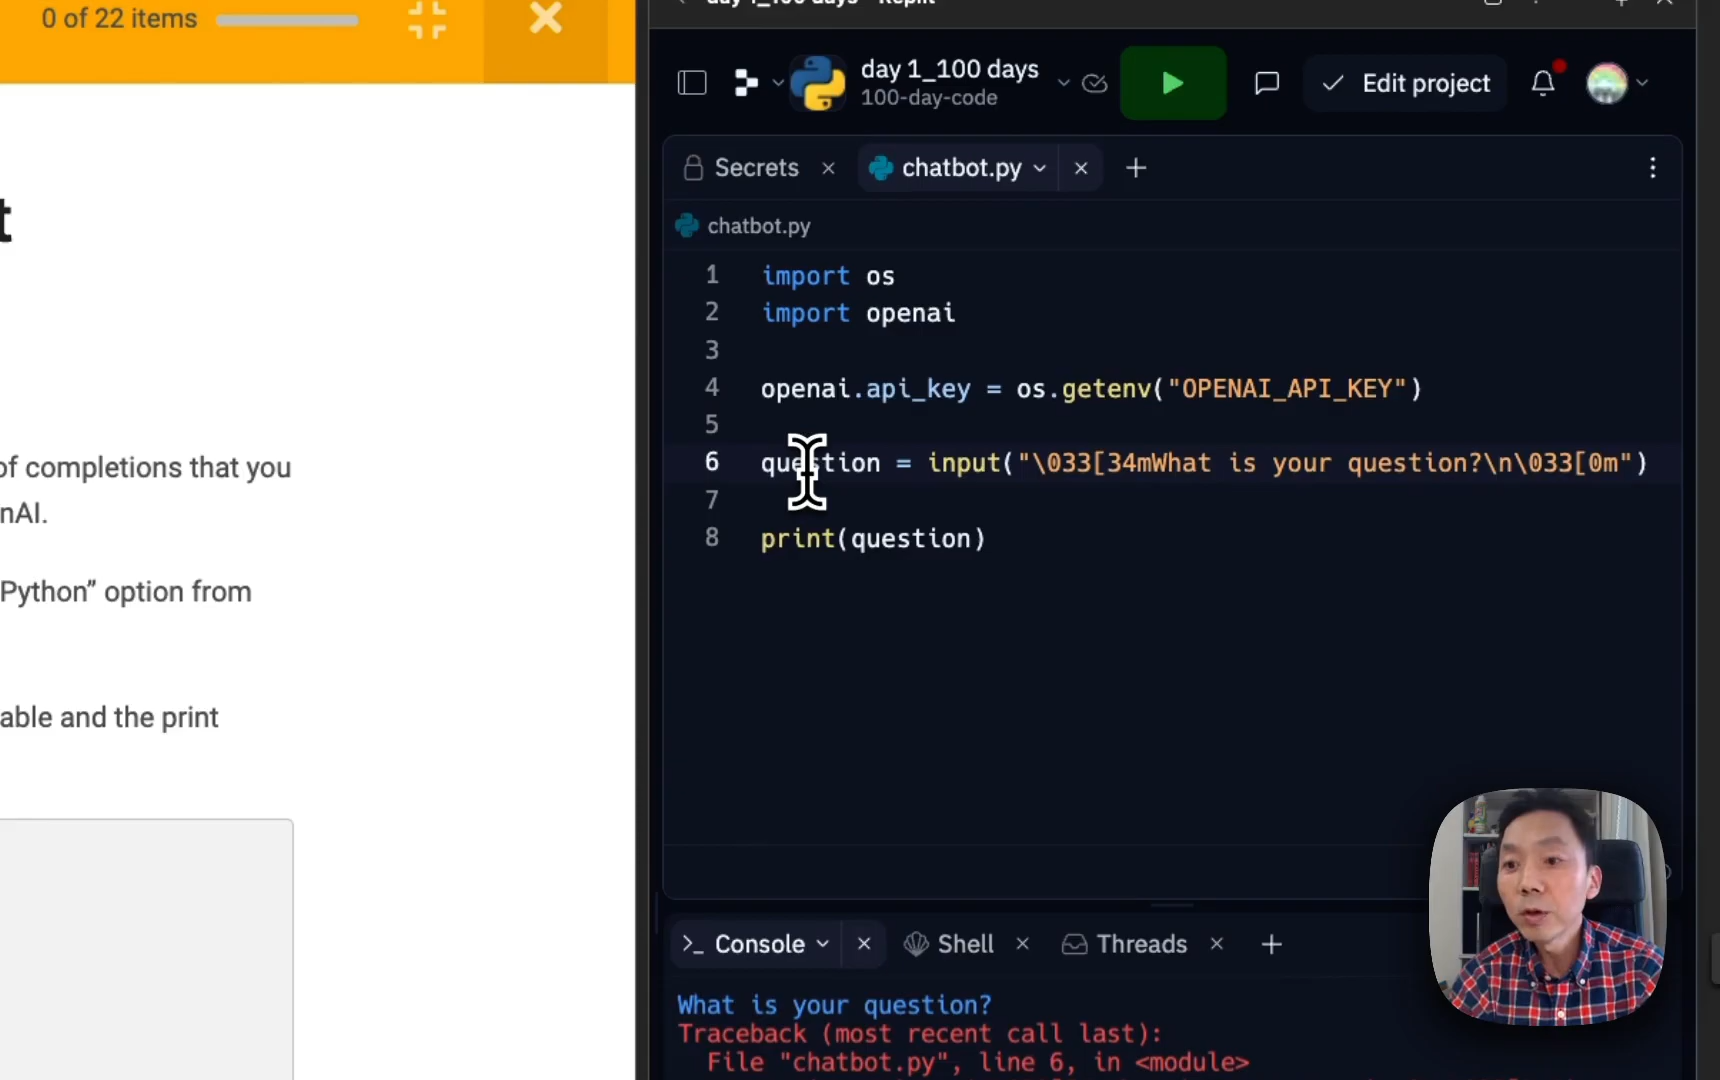 0 of 22 items
t
of completions that you
nAI.
Python” option from
able and the print
day 1_100 days
100-day-code
Edit project
Secrets
chatbot.py
chatbot.py
1 import os
2 import openai
3
4 openai.api_key = os.getenv("OPENAI_API_KEY")
5
6 question = input("\033[34mWhat is your question?\n\033[0m")
7
8 print(question)
>_ Console
Shell
Threads
What is your question?
Traceback (most recent call last):
File "chatbot.py", line 6, in <module>